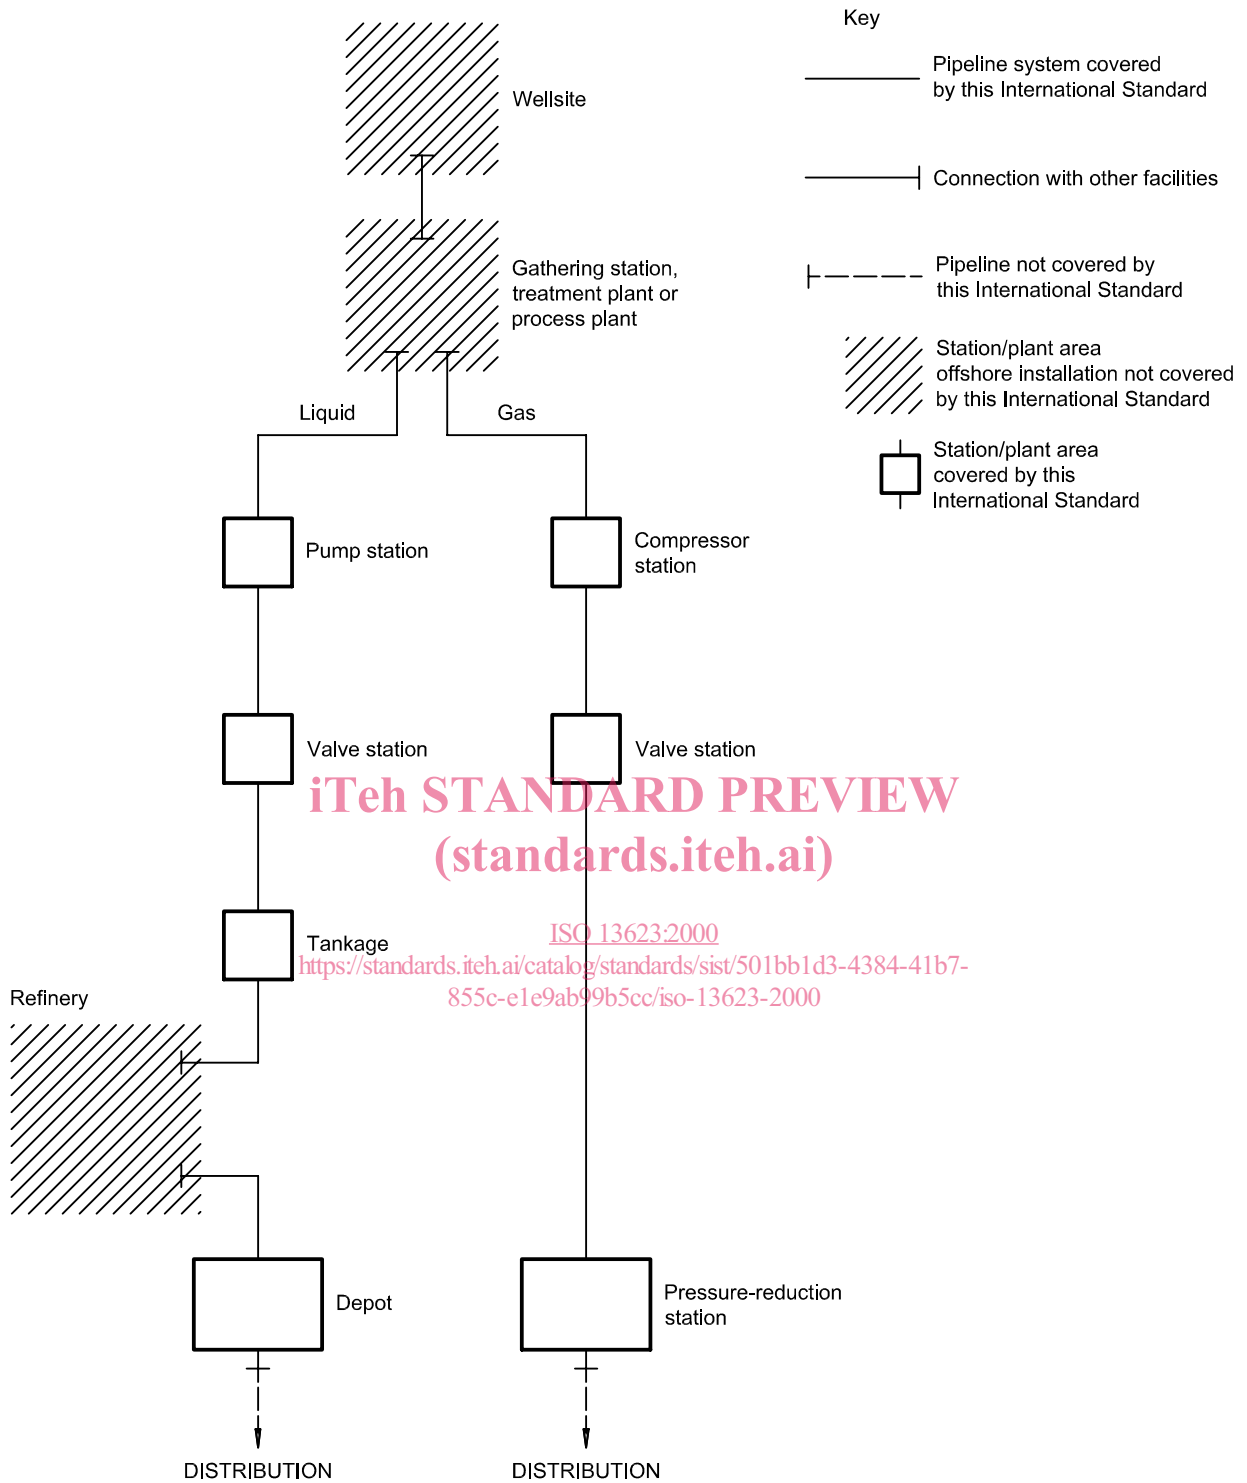 Key
Pipeline system covered
by this International Standard
Wellsite
Connection with other facilities
Gathering station,
treatment plant or
process plant
Pipeline not covered by
this International Standard
Station/plant area
offshore installation not covered
by this International Standard
Liquid
Gas
Station/plant area
covered by this
International Standard
Pump station
Compressor
station
Valve station
Valve station
iTeh STANDARD PREVIEW
(standards.iteh.ai)
ISO 13623:2000
Tankage
https://standards.iteh.ai/catalog/standards/sist/501bb1d3-4384-41b7-
855c-e1e9ab99b5cc/iso-13623-2000
Refinery
Depot
Pressure-reduction
station
DISTRIBUTION
DISTRIBUTION